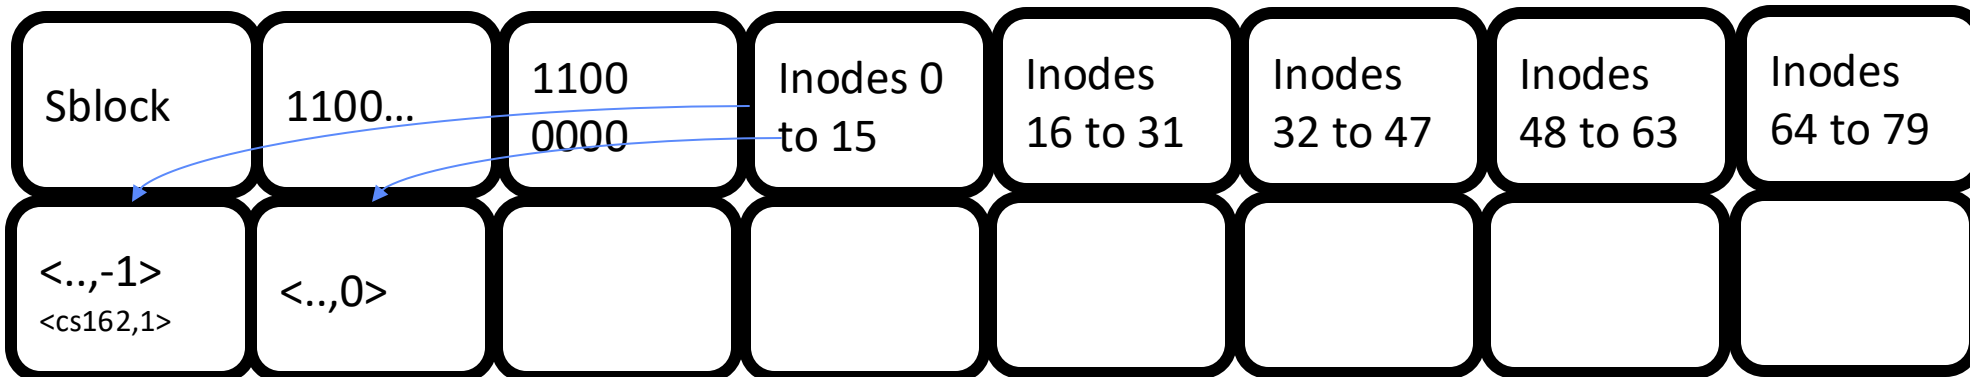 Sblock
1100...
1100
0000
Inodes 0
to 15
Inodes
16 to 31
Inodes
32 to 47
Inodes
48 to 63
Inodes
64 to 79
<..,-1>
<cs162,1>
<..,0>